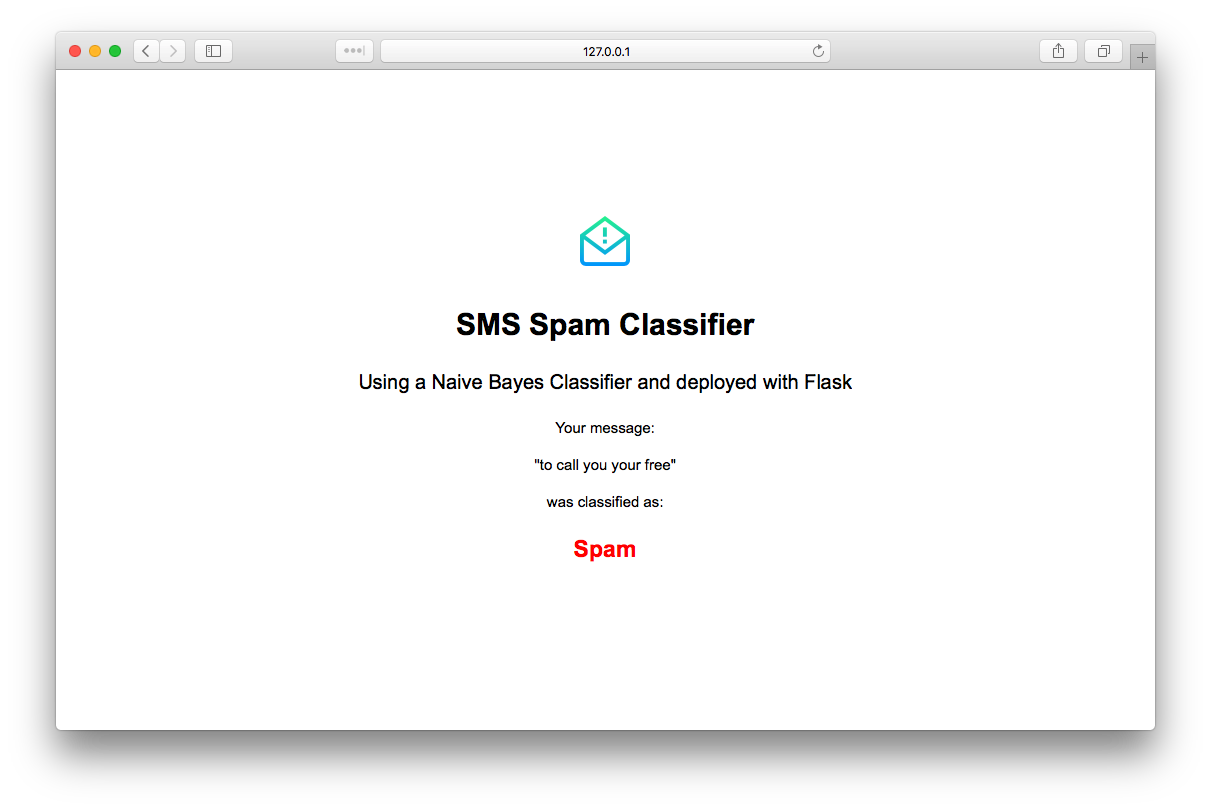 127.0.0.1
SMS Spam Classifier
Using a Naive Bayes Classifier and deployed with Flask
Your message:
"to call you your free"
was classified as:
Spam